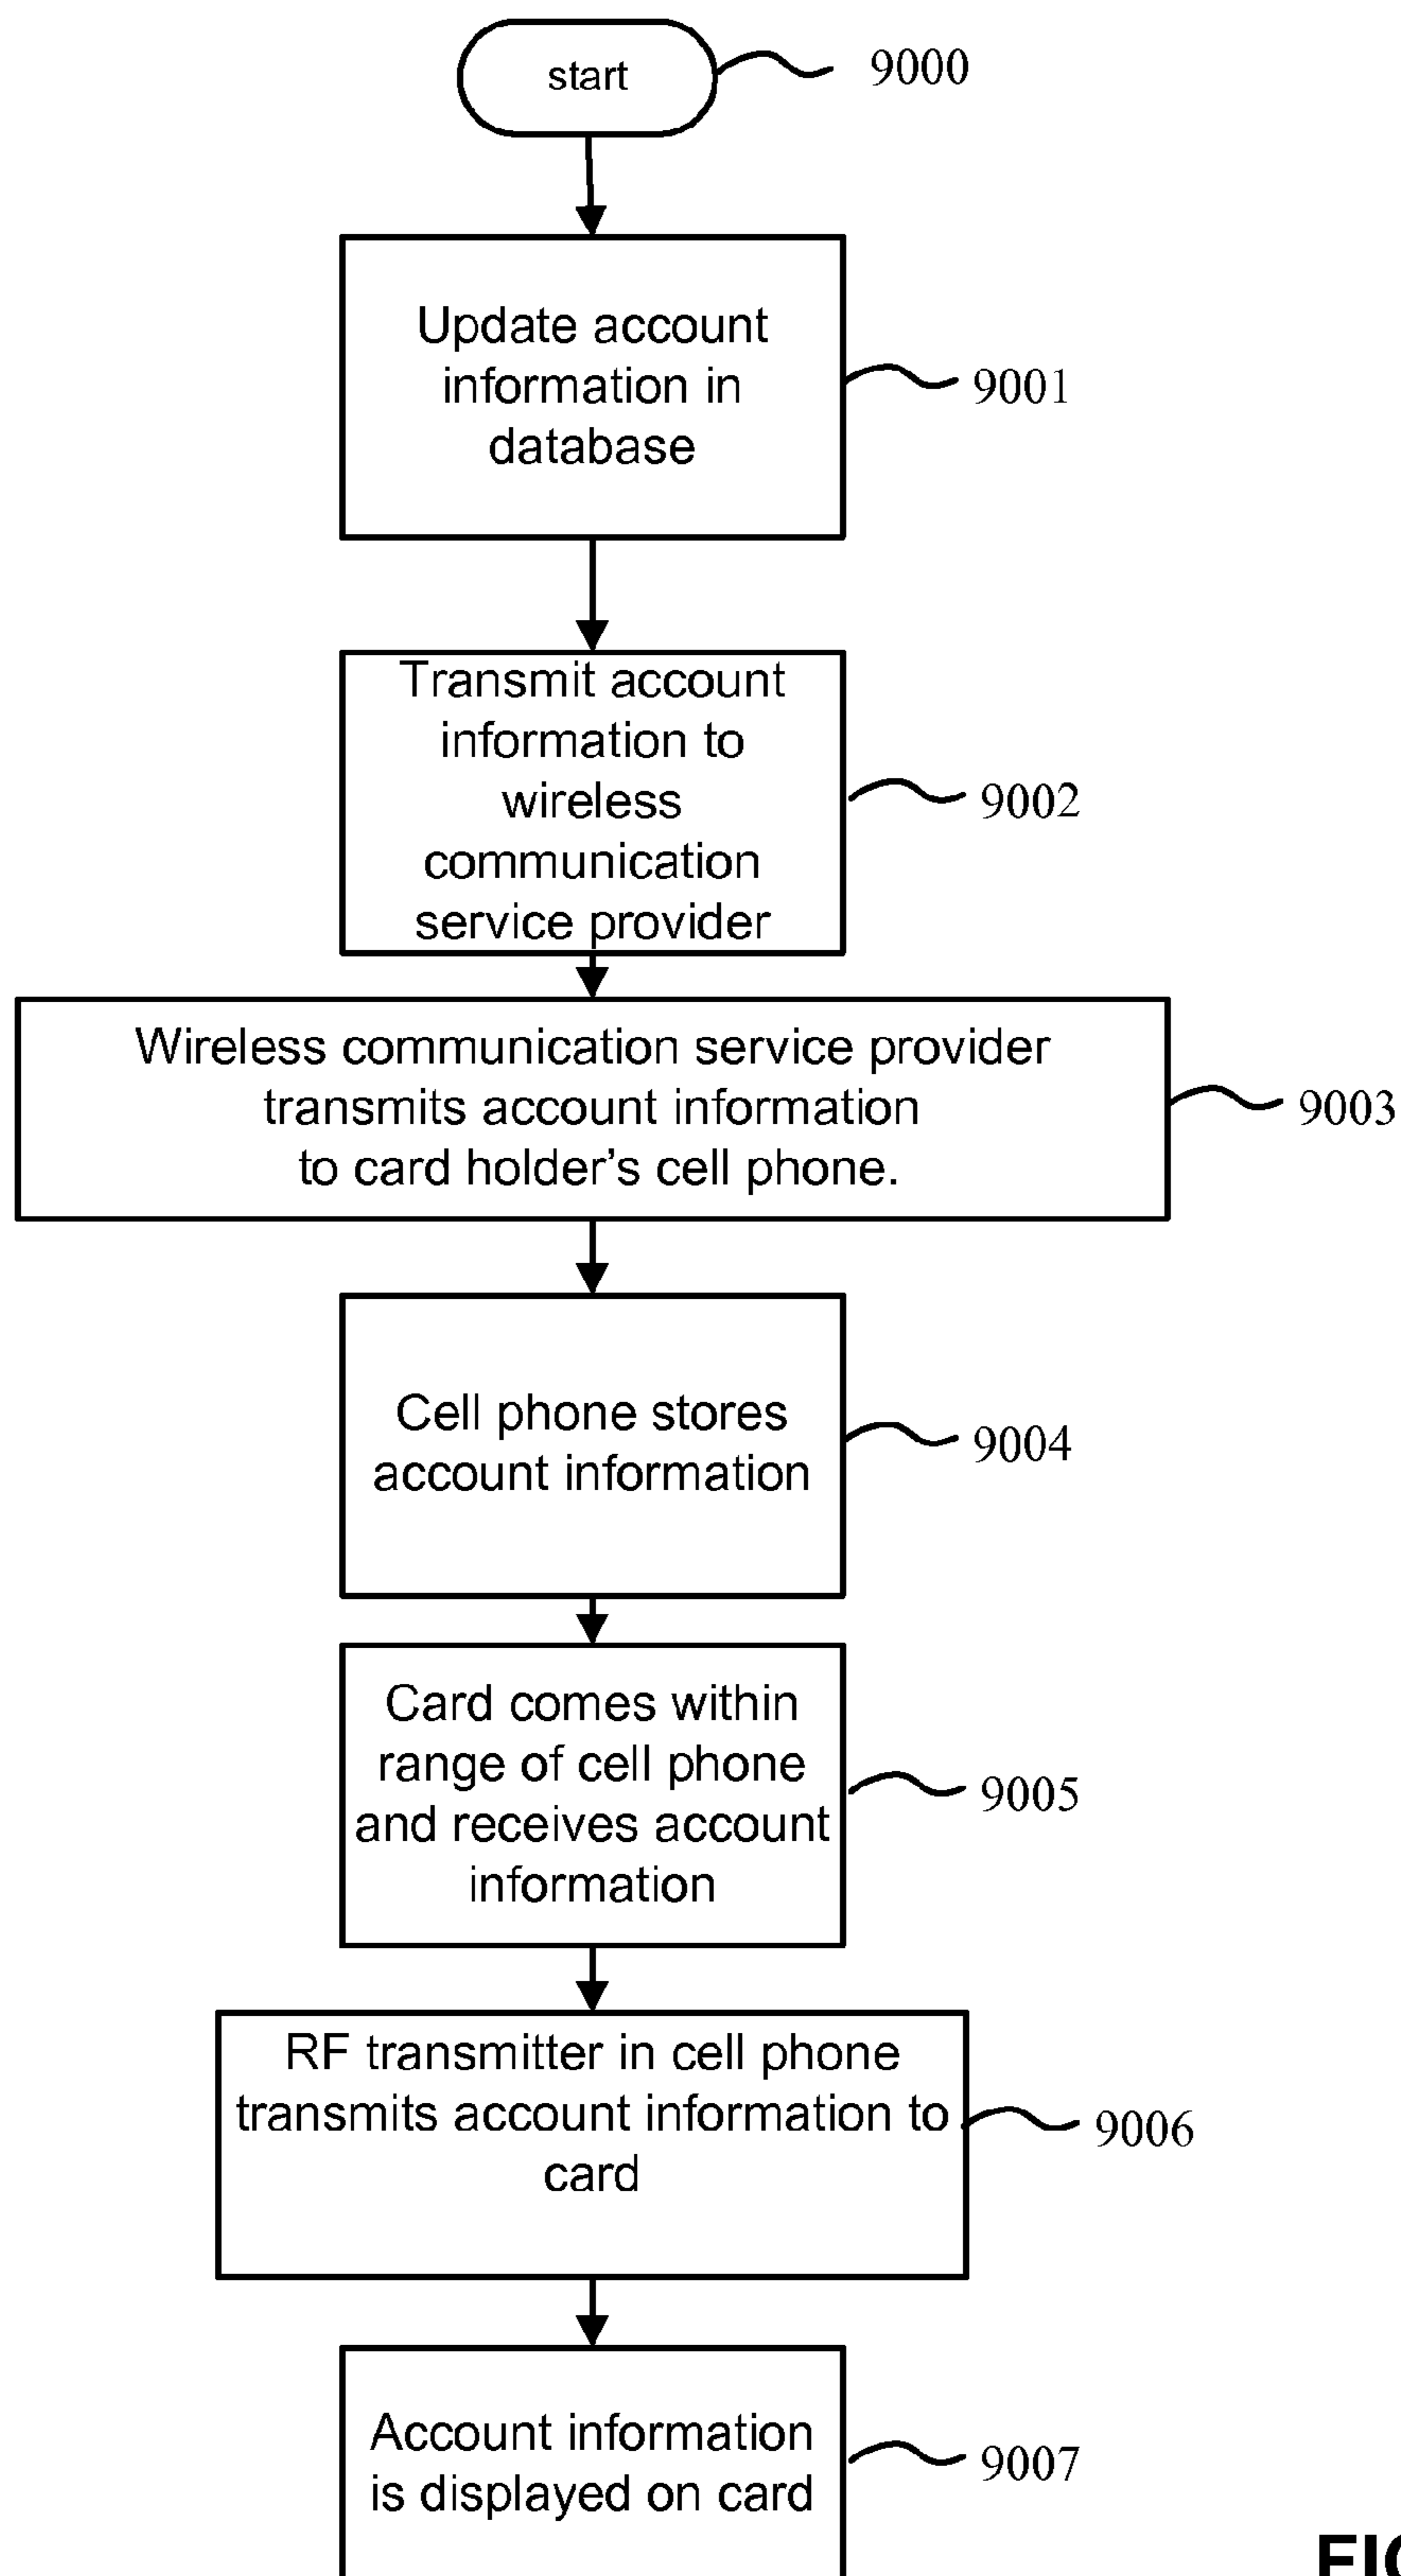 start
9000
Update account
information in
database
9001
Transmit account
information to
wireless
communication
service provider
9002
Wireless communication service provider
transmits account information
to card holder's cell phone.
9003
Cell phone stores
account information
9004
Card comes within
range of cell phone
and receives account
information
9005
RF transmitter in cell phone
transmits account information to
card
9006
Account information
is displayed on card
9007